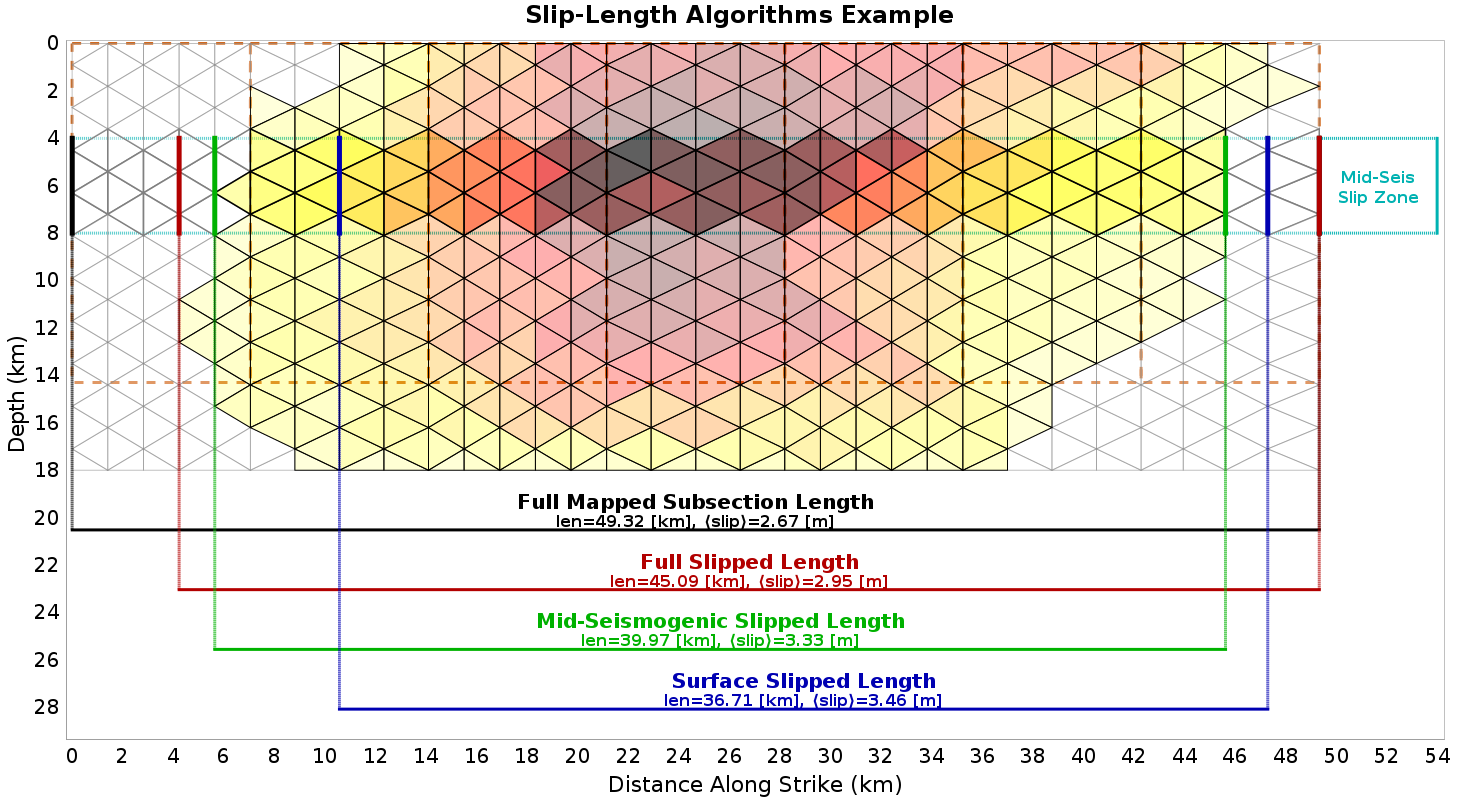 Slip-Length Algorithms Example
0
2
4
6
8
10
12
14
16
18
20
22
24
26
28
Depth (km)
Mid-Seis
Slip Zone
Full Mapped Subsection Length
len=49.32 [km], ⟨slip⟩=2.67 [m]
Full Slipped Length
len=45.09 [km], ⟨slip⟩=2.95 [m]
Mid-Seismogenic Slipped Length
len=39.97 [km], ⟨slip⟩=3.33 [m]
Surface Slipped Length
len=36.71 [km], ⟨slip⟩=3.46 [m]
0 2 4 6 8 10 12 14 16 18 20 22 24 26 28 30 32 34 36 38 40 42 44 46 48 50 52 54
Distance Along Strike (km)